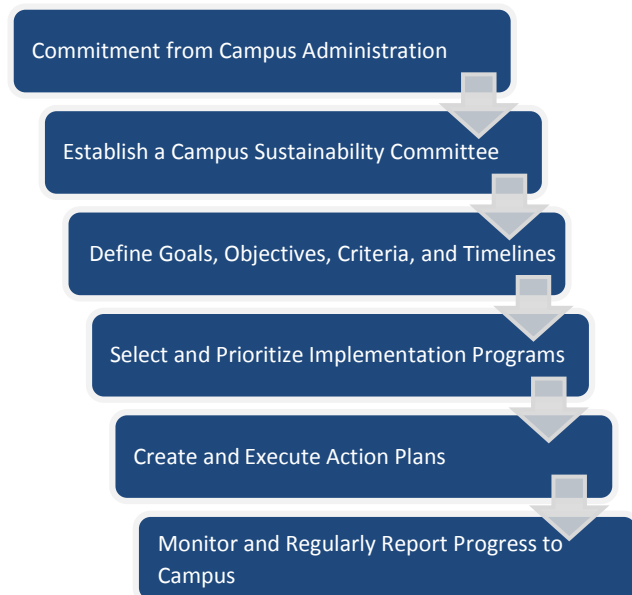 Commitment from Campus Administration
Establish a Campus Sustainability Committee
Define Goals, Objectives, Criteria, and Timelines
Select and Prioritize Implementation Programs
Create and Execute Action Plans
Monitor and Regularly Report Progress to
Campus